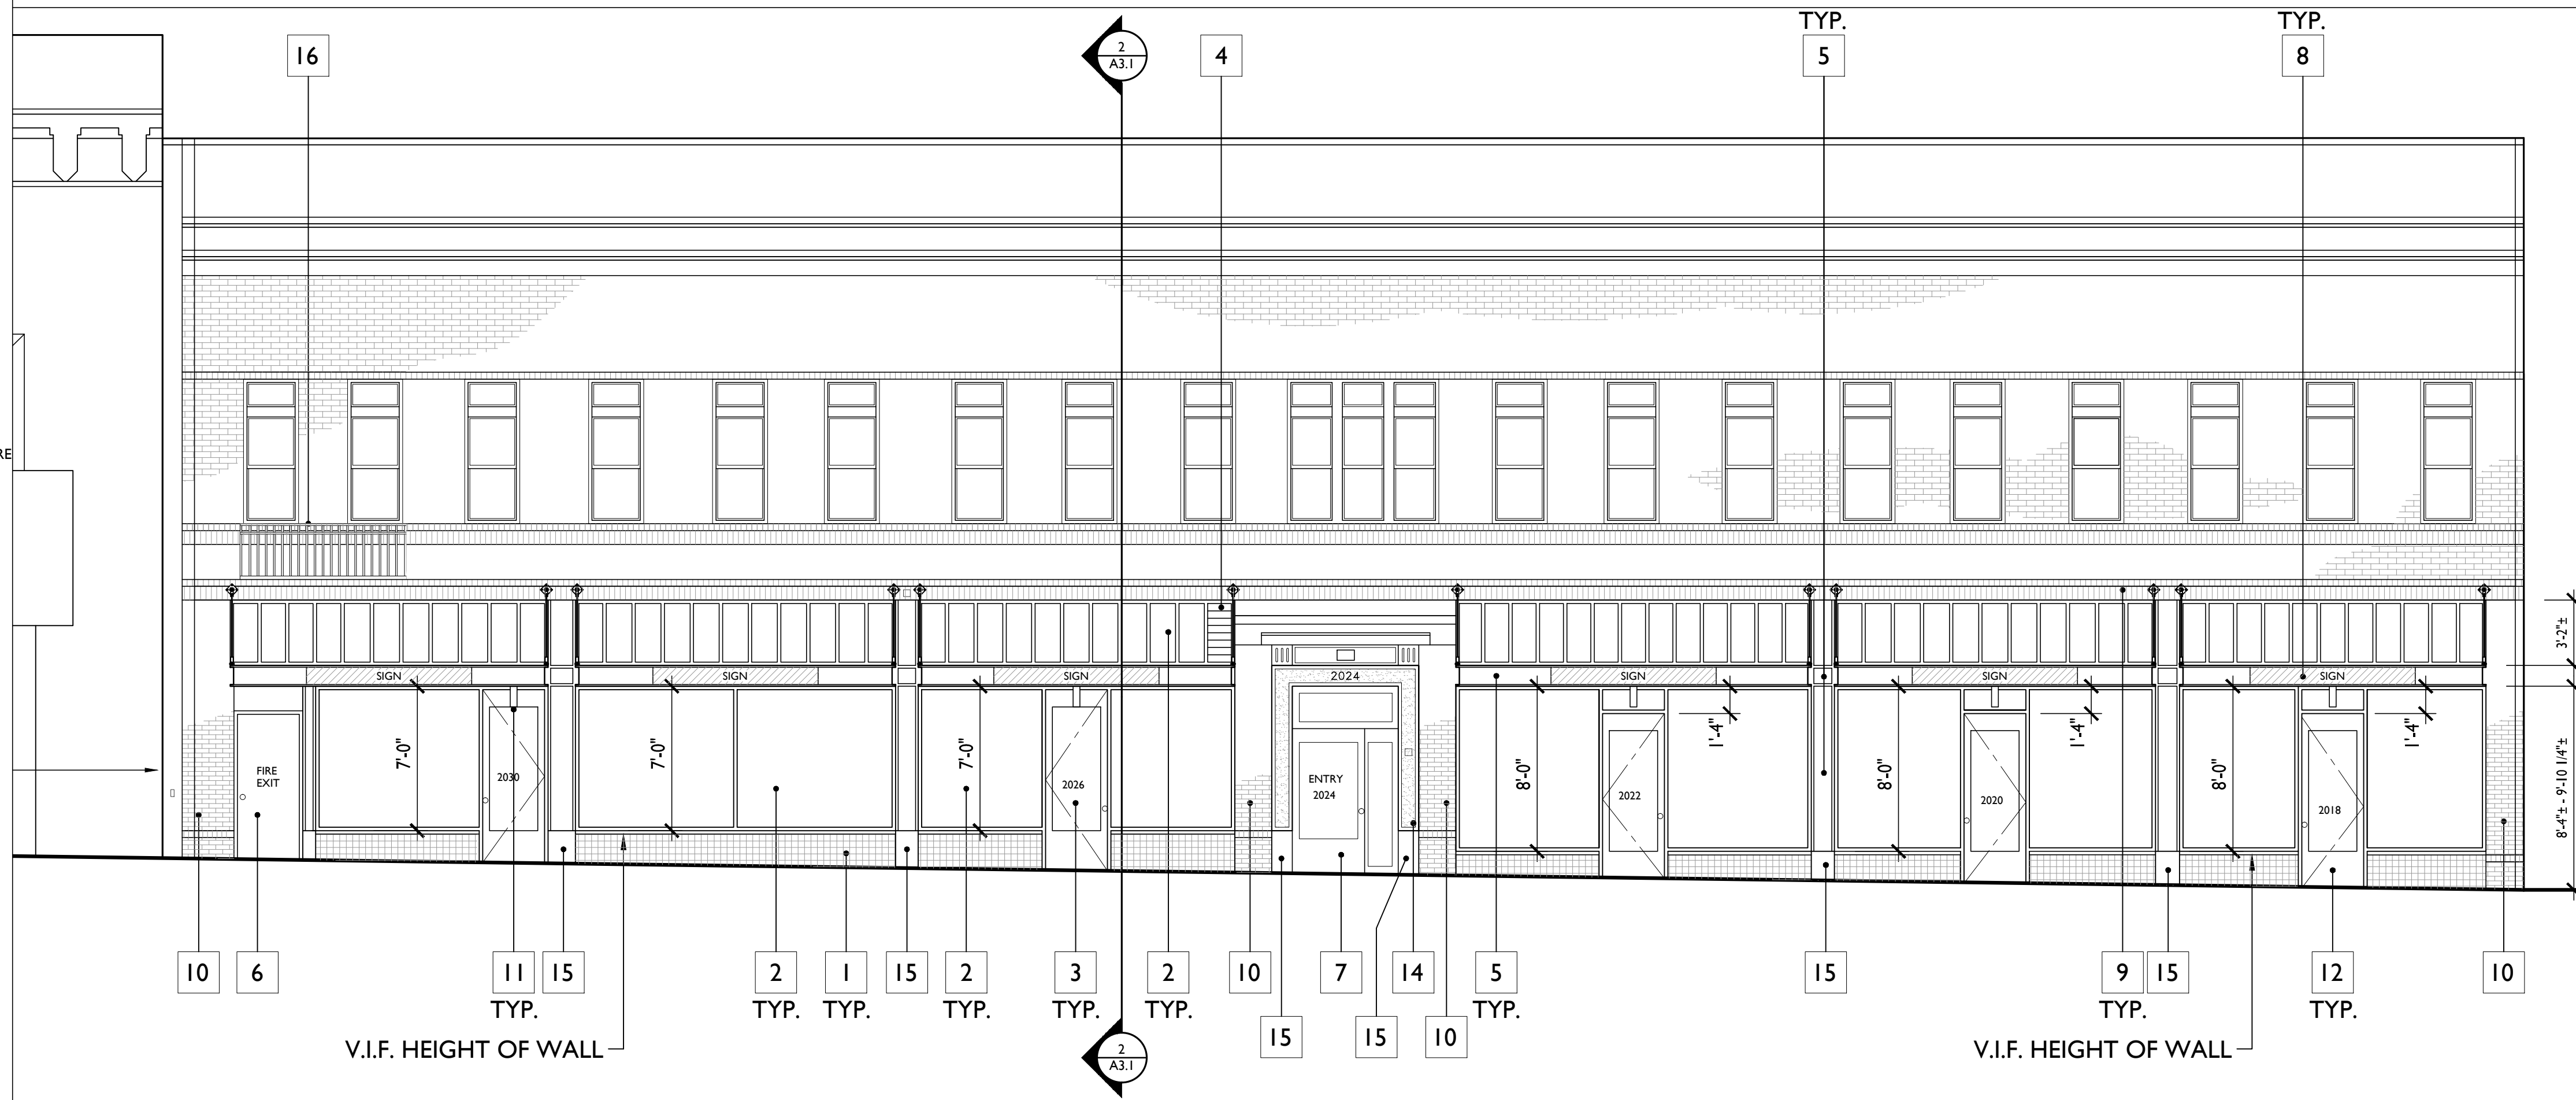 TYP.
TYP.
16
2
A3.1
4
5
8
RE
3'-2"±
SIGN
SIGN
SIGN
2024
SIGN
SIGN
SIGN
7'-0"
7'-0"
7'-0"
8'-0"
1'-4"
8'-0"
1'-4"
8'-0"
1'-4"
8'-4"± - 9'-10 1/4"±
FIRE
EXIT
2030
2026
ENTRY
2024
2022
2020
2018
10
6
11
15
2
1
15
2
3
2
10
7
14
5
15
9
15
12
10
TYP.
TYP.
TYP.
TYP.
TYP.
TYP.
TYP.
TYP.
TYP.
15
15
10
V.I.F. HEIGHT OF WALL
2
A3.1
V.I.F. HEIGHT OF WALL